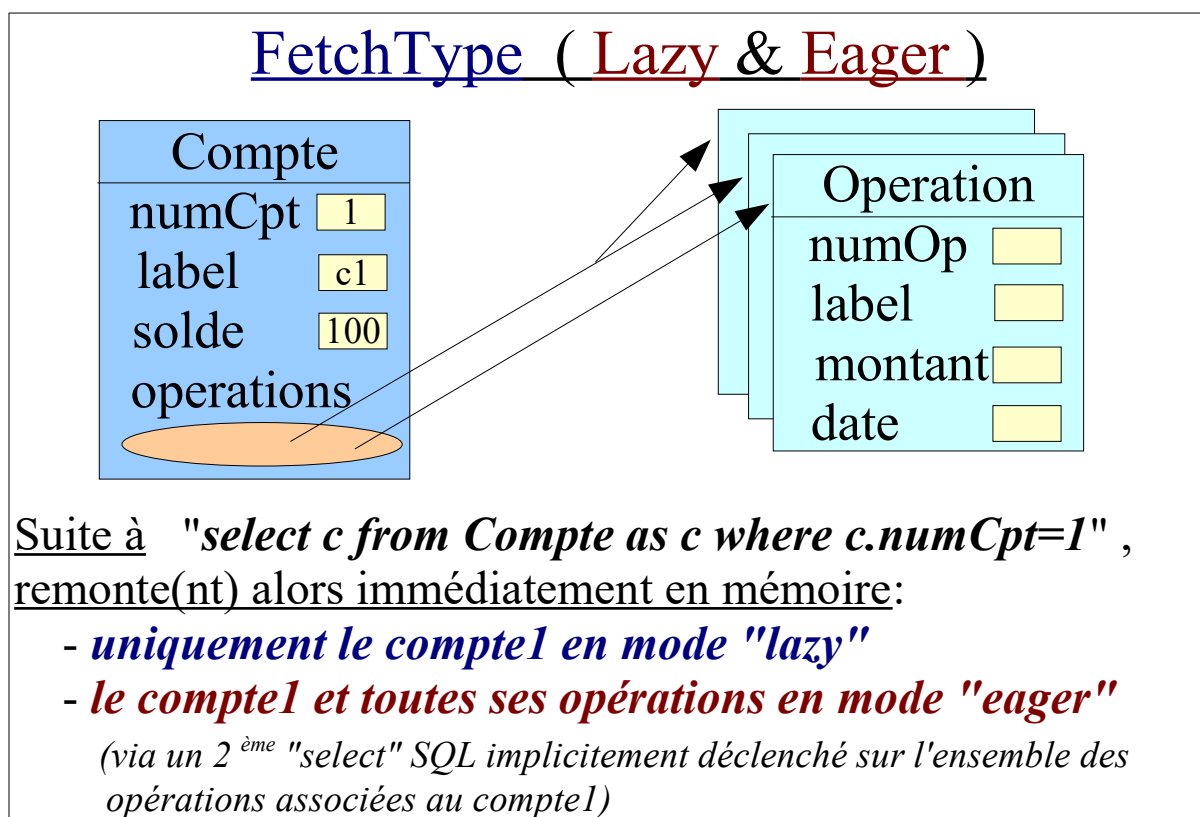 FetchType ( Lazy & Eager )
Compte
numCpt 1
label c1
solde 100
operations
Operation
numOp
label
montant
date
Suite à "select c from Compte as c where c.numCpt=1" ,
remonte(nt) alors immédiatement en mémoire:
- uniquement le compte1 en mode "lazy"
- le compte1 et toutes ses opérations en mode "eager"
(via un 2 ème "select" SQL implicitement déclenché sur l'ensemble des
opérations associées au compte1)